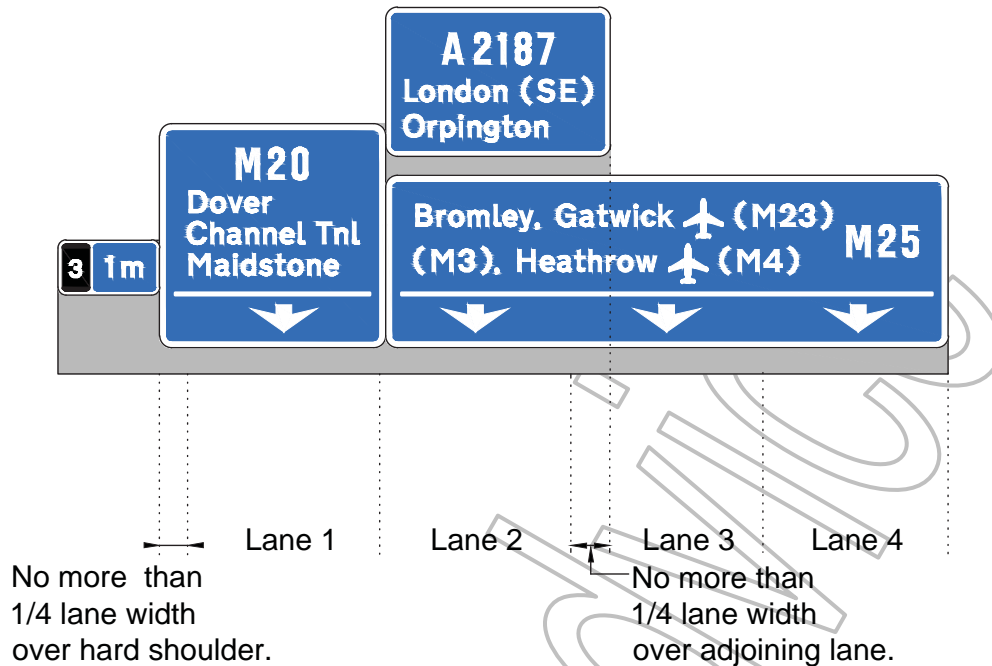 A2187
London (SE)
Orpington
M20
Dover
Channel Tnl
Maidstone
3 1m
Bromley, Gatwick (M23)
(M3), Heathrow (M4)
M25
Lane 1
Lane 2
Lane 3
Lane 4
No more than
1/4 lane width
over hard shoulder.
No more than
1/4 lane width
over adjoining lane.